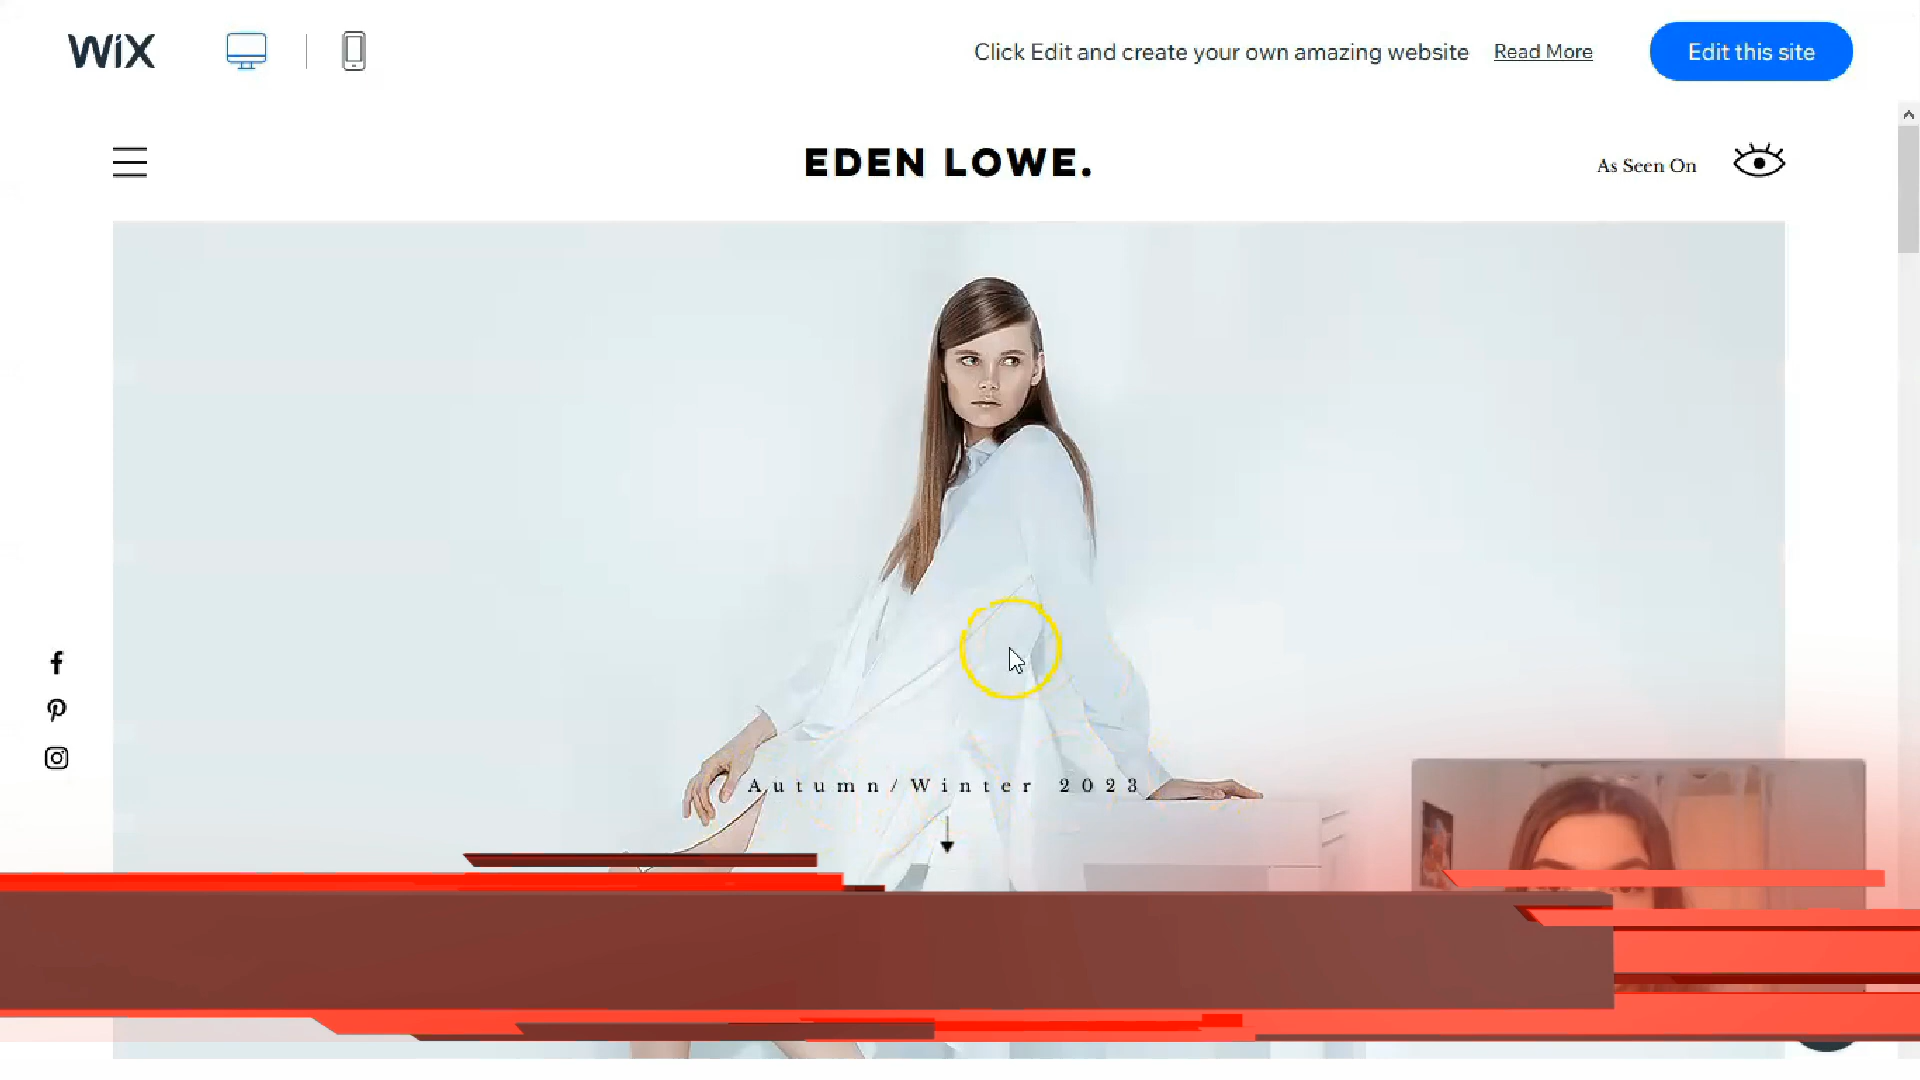 WiX
Click Edit and create your own amazing website Read More Edit this site
EDEN LOWE.
As Seen On
Autumn/Winter 2023